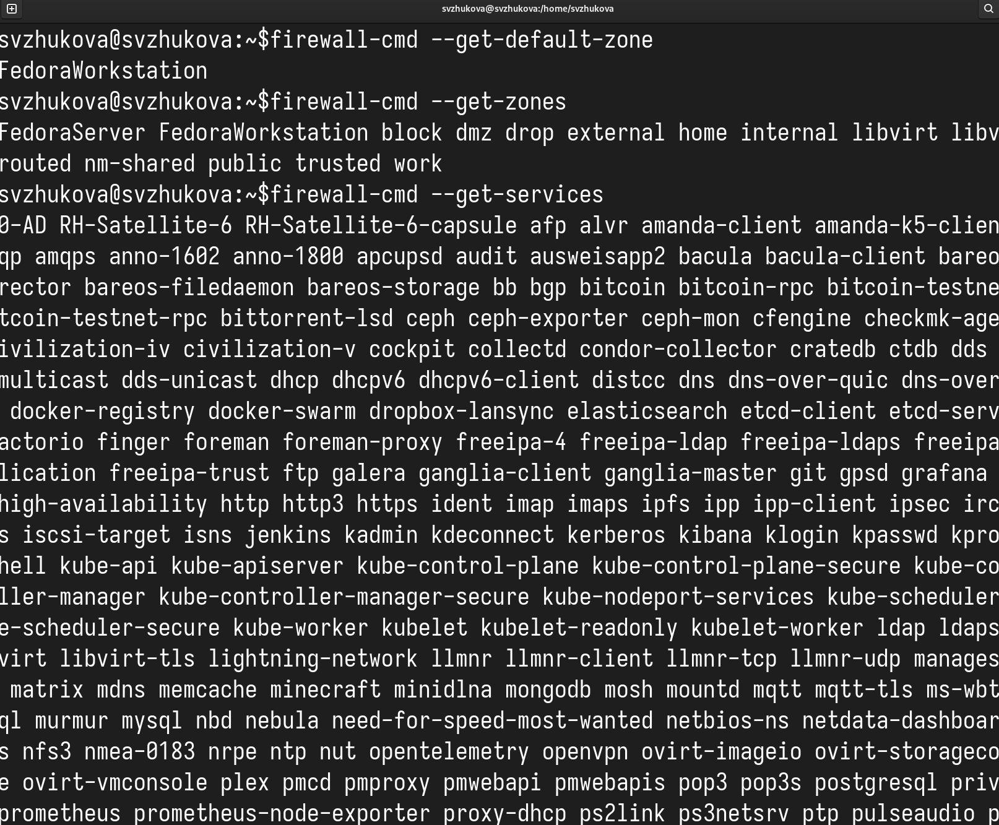 svzhukova@svzhukova:/home/svzhukova
svzhukova@svzhukova:~$firewall-cmd --get-default-zone
FedoraWorkstation
svzhukova@svzhukova:~$firewall-cmd --get-zones
FedoraServer FedoraWorkstation block dmz drop external home internal libvirt libv
routed nm-shared public trusted work
svzhukova@svzhukova:~$firewall-cmd --get-services
0-AD RH-Satellite-6 RH-Satellite-6-capsule afp alvr amanda-client amanda-k5-clien
qp amqps anno-1602 anno-1800 apcupsd audit ausweisapp2 bacula bacula-client bareo
rector bareos-filedaemon bareos-storage bb bgp bitcoin bitcoin-rpc bitcoin-testne
tcoin-testnet-rpc bittorrent-lsd ceph ceph-exporter ceph-mon cfengine checkmk-age
ivilization-iv civilization-v cockpit collectd condor-collector cratedb ctdb dds
multicast dds-unicast dhcp dhcpv6 dhcpv6-client distcc dns dns-over-quic dns-over
docker-registry docker-swarm dropbox-lansync elasticsearch etcd-client etcd-serv
actorio finger foreman foreman-proxy freeipa-4 freeipa-ldap freeipa-ldaps freeipa
lication freeipa-trust ftp galera ganglia-client ganglia-master git gpsd grafana
high-availability http http3 https ident imap imaps ipfs ipp ipp-client ipsec irc
s iscsi-target isns jenkins kadmin kdeconnect kerberos kibana klogin kpasswd kpro
hell kube-api kube-apiserver kube-control-plane kube-control-plane-secure kube-co
ller-manager kube-controller-manager-secure kube-nodeport-services kube-scheduler
e-scheduler-secure kube-worker kubelet kubelet-readonly kubelet-worker ldap ldaps
virt libvirt-tls lightning-network llmnr llmnr-client llmnr-tcp llmnr-udp manages
matrix mdns memcache minecraft minidlna mongodb mosh mountd mqtt mqtt-tls ms-wbt
ql murmur mysql nbd nebula need-for-speed-most-wanted netbios-ns netdata-dashboar
s nfs3 nmea-0183 nrpe ntp nut opentelemetry openvpn ovirt-imageio ovirt-storageco
e ovirt-vmconsole plex pmcd pmproxy pmwebapi pmwebapis pop3 pop3s postgresql priv
prometheus prometheus-node-exporter proxy-dhcp ps2link ps3netsrv ptp pulseaudio p